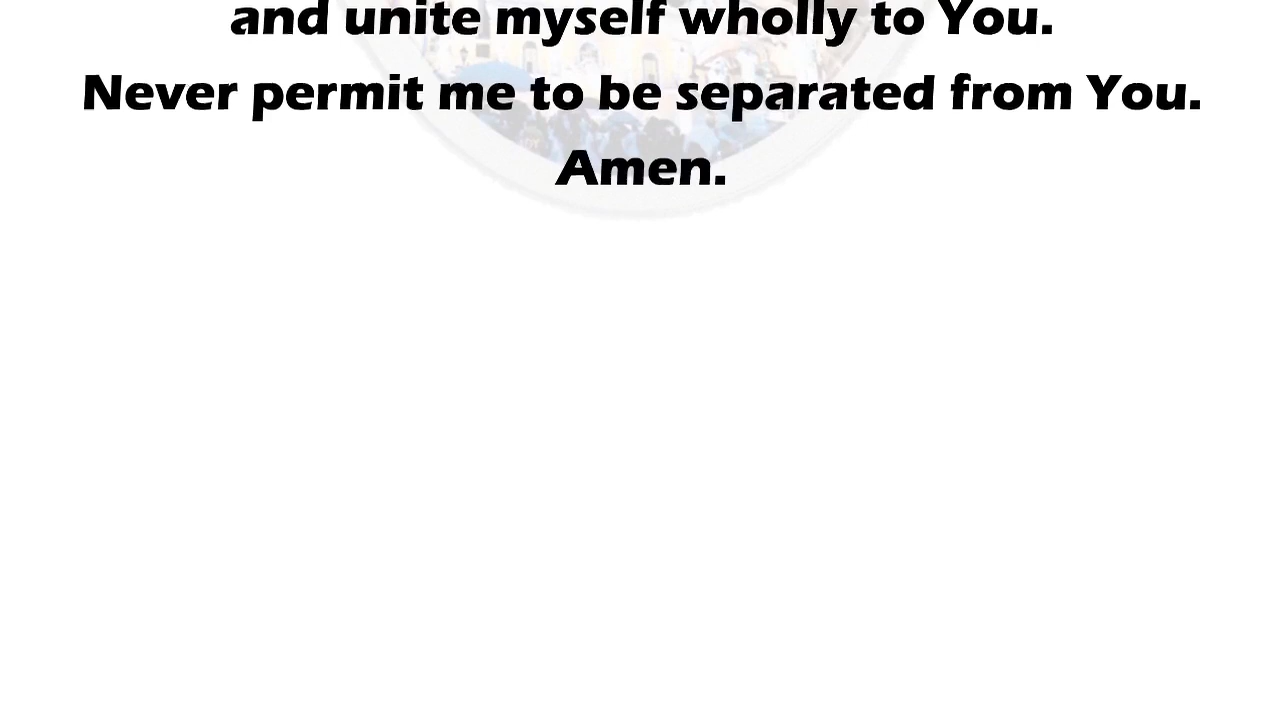 and unite myself wholly to You.
Never permit me to be separated from You.
Amen.